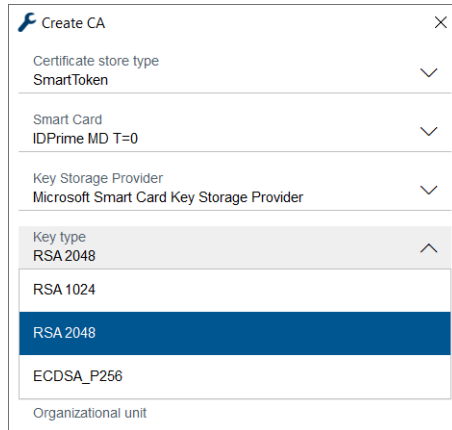 Create CA
Certificate store type
SmartToken
Smart Card
IDPrime MD T=0
Key Storage Provider
Microsoft Smart Card Key Storage Provider
Key type
RSA 2048
RSA 1024
RSA 2048
ECDSA_P256
Organizational unit